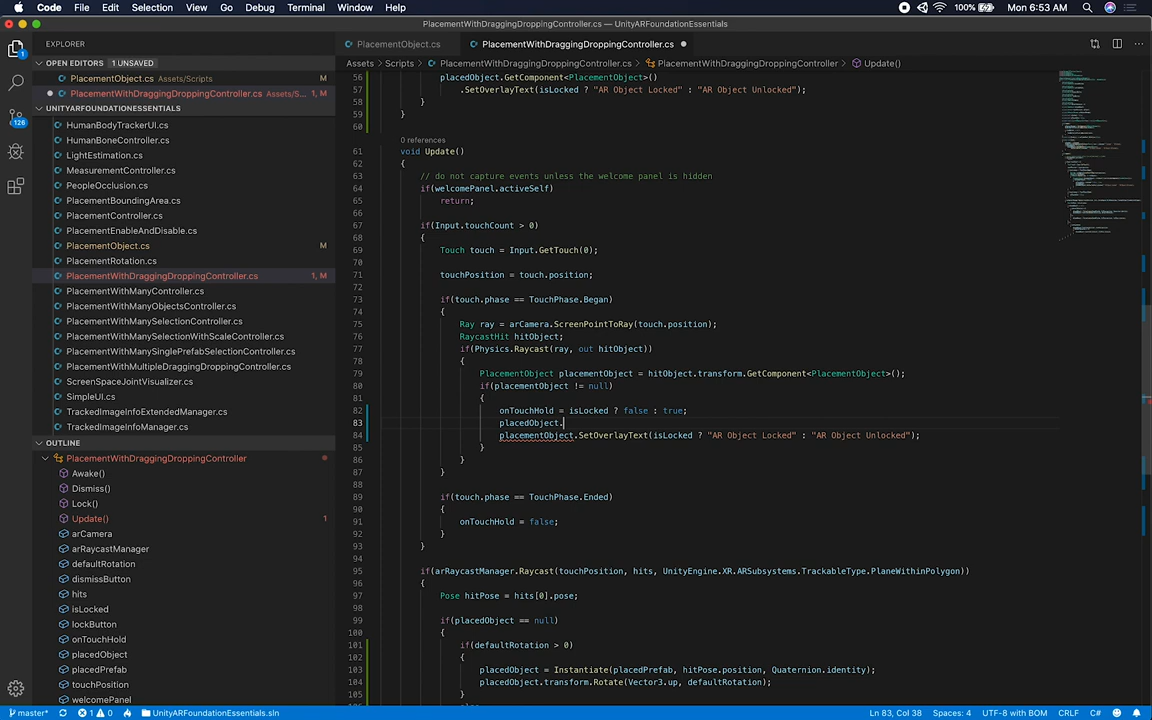 Code File Edit Selection View Go Debug Terminal Window Help 100% Mon 6:53 AM
PlacementWithDraggingDroppingController.cs — UnityARFoundationEssentials
EXPLORER
PlacementObject.cs
PlacementWithDraggingDroppingController.cs
OPEN EDITORS 1 UNSAVED
Assets > Scripts > PlacementWithDraggingDroppingController.cs > PlacementWithDraggingDroppingController > Update()
PlacementObject.cs Assets/Scripts M
PlacementWithDraggingDroppingController.cs Assets/S... 1, M
UNITYARFOUNDATIONESSENTIALS
HumanBodyTrackerUI.cs
HumanBoneController.cs
LightEstimation.cs
MeasurementController.cs
PeopleOcclusion.cs
PlacementBoundingArea.cs
PlacementController.cs
PlacementEnableAndDisable.cs
PlacementObject.cs M
PlacementRotation.cs
PlacementWithDraggingDroppingController.cs 1, M
PlacementWithManyController.cs
PlacementWithManyObjectsController.cs
PlacementWithManySelectionController.cs
PlacementWithManySelectionWithScaleController.cs
PlacementWithManySinglePrefabSelectionController.cs
PlacementWithMultipleDraggingDroppingController.cs
ScreenSpaceJointVisualizer.cs
SimpleUI.cs
TrackedImageInfoExtendedManager.cs
TrackedImageInfoManager.cs
OUTLINE
PlacementWithDraggingDroppingController
Awake()
Dismiss()
Lock()
Update() 1
arCamera
arRaycastManager
defaultRotation
dismissButton
hits
isLocked
lockButton
onTouchHold
placedObject
placedPrefab
touchPosition
welcomePanel
1
126
56 placedObject.GetComponent<PlacementObject>()
57 .SetOverlayText(isLocked ? "AR Object Locked" : "AR Object Unlocked");
58 }
59 }
60
0 references
61 void Update()
62 {
63 // do not capture events unless the welcome panel is hidden
64 if(welcomePanel.activeSelf)
65 return;
66
67 if(Input.touchCount > 0)
68 {
69 Touch touch = Input.GetTouch(0);
70
71 touchPosition = touch.position;
72
73 if(touch.phase == TouchPhase.Began)
74 {
75 Ray ray = arCamera.ScreenPointToRay(touch.position);
76 RaycastHit hitObject;
77 if(Physics.Raycast(ray, out hitObject))
78 {
79 PlacementObject placementObject = hitObject.transform.GetComponent<PlacementObject>();
80 if(placementObject != null)
81 {
82 onTouchHold = isLocked ? false : true;
83 placedObject.
84 placementObject.SetOverlayText(isLocked ? "AR Object Locked" : "AR Object Unlocked");
85 }
86 }
87 }
88
89 if(touch.phase == TouchPhase.Ended)
90 {
91 onTouchHold = false;
92 }
93 }
94
95 if(arRaycastManager.Raycast(touchPosition, hits, UnityEngine.XR.ARSubsystems.TrackableType.PlaneWithinPolygon))
96 {
97 Pose hitPose = hits[0].pose;
98
99 if(placedObject == null)
100 {
101 if(defaultRotation > 0)
102 {
103 placedObject = Instantiate(placedPrefab, hitPose.position, Quaternion.identity);
104 placedObject.transform.Rotate(Vector3.up, defaultRotation);
105 }
master* 1 0 UnityARFoundationEssentials.sln Ln 83, Col 38 Spaces: 4 UTF-8 with BOM CRLF C#